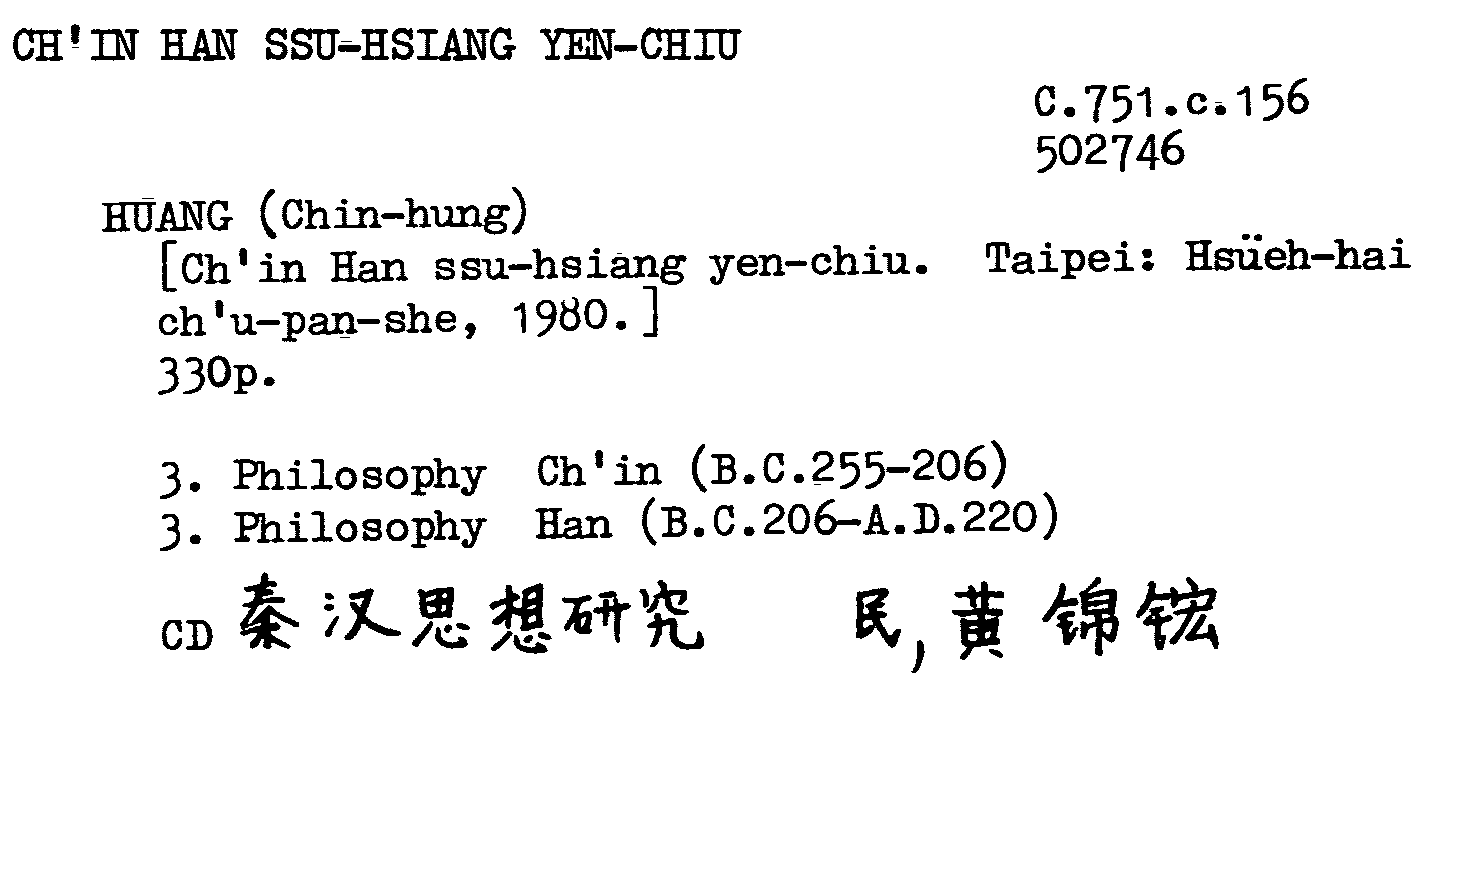 CH'IN HAN SSU-HSIANG YEN-CHIU
C.751.c.156
502746
HUANG (Chin-hung)
[Ch'in Han ssu-hsiang yen-chiu. Taipei: Hsüeh-hai
ch'u-pan-she, 1980.]
330p.
3. Philosophy Ch'in (B.C.255-206)
3. Philosophy Han (B.C.206-A.D.220)
CD 秦汉思想研究 民, 黄锦鋐